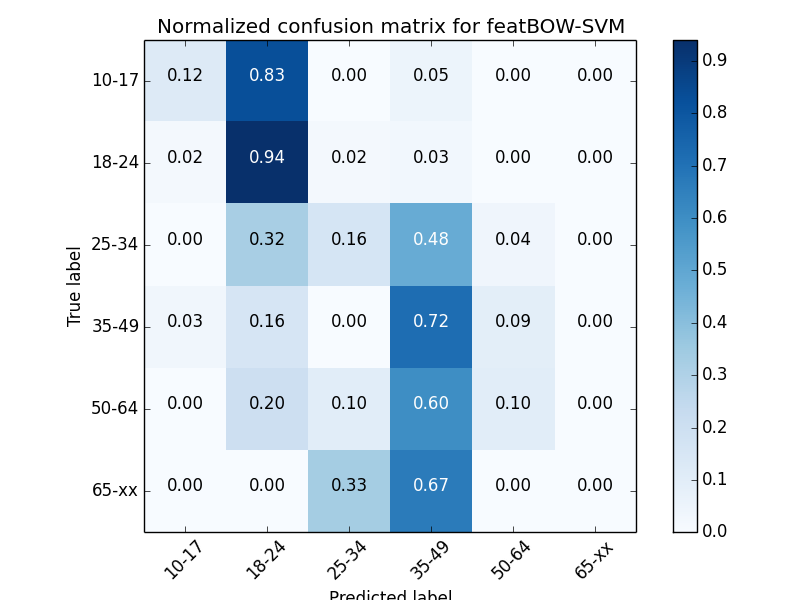 Normalized confusion matrix for featBOW-SVM
10-17 0.12 0.83 0.00 0.05 0.00 0.00
18-24 0.02 0.94 0.02 0.03 0.00 0.00
25-34 0.00 0.32 0.16 0.48 0.04 0.00
35-49 0.03 0.16 0.00 0.72 0.09 0.00
50-64 0.00 0.20 0.10 0.60 0.10 0.00
65-xx 0.00 0.00 0.33 0.67 0.00 0.00
10-17 18-24 25-34 35-49 50-64 65-xx
True label
Predicted label
0.9
0.8
0.7
0.6
0.5
0.4
0.3
0.2
0.1
0.0